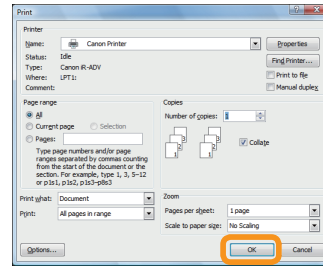 Print
Printer
Name: Canon Printer Properties
Status: Idle Find Printer...
Type: Canon iR-ADV
Where: LPT1: Print to file
Comment: Manual duplex
Page range Copies
All Number of copies: 1
Current page Selection
Pages:
Type page numbers and/or page Collate
ranges separated by commas counting
from the start of the document or the
section. For example, type 1, 3, 5–12
or p1s1, p1s2, p1s3–p8s3
Print what: Document Zoom
Print: All pages in range Pages per sheet: 1 page
Scale to paper size: No Scaling
Options... OK Cancel